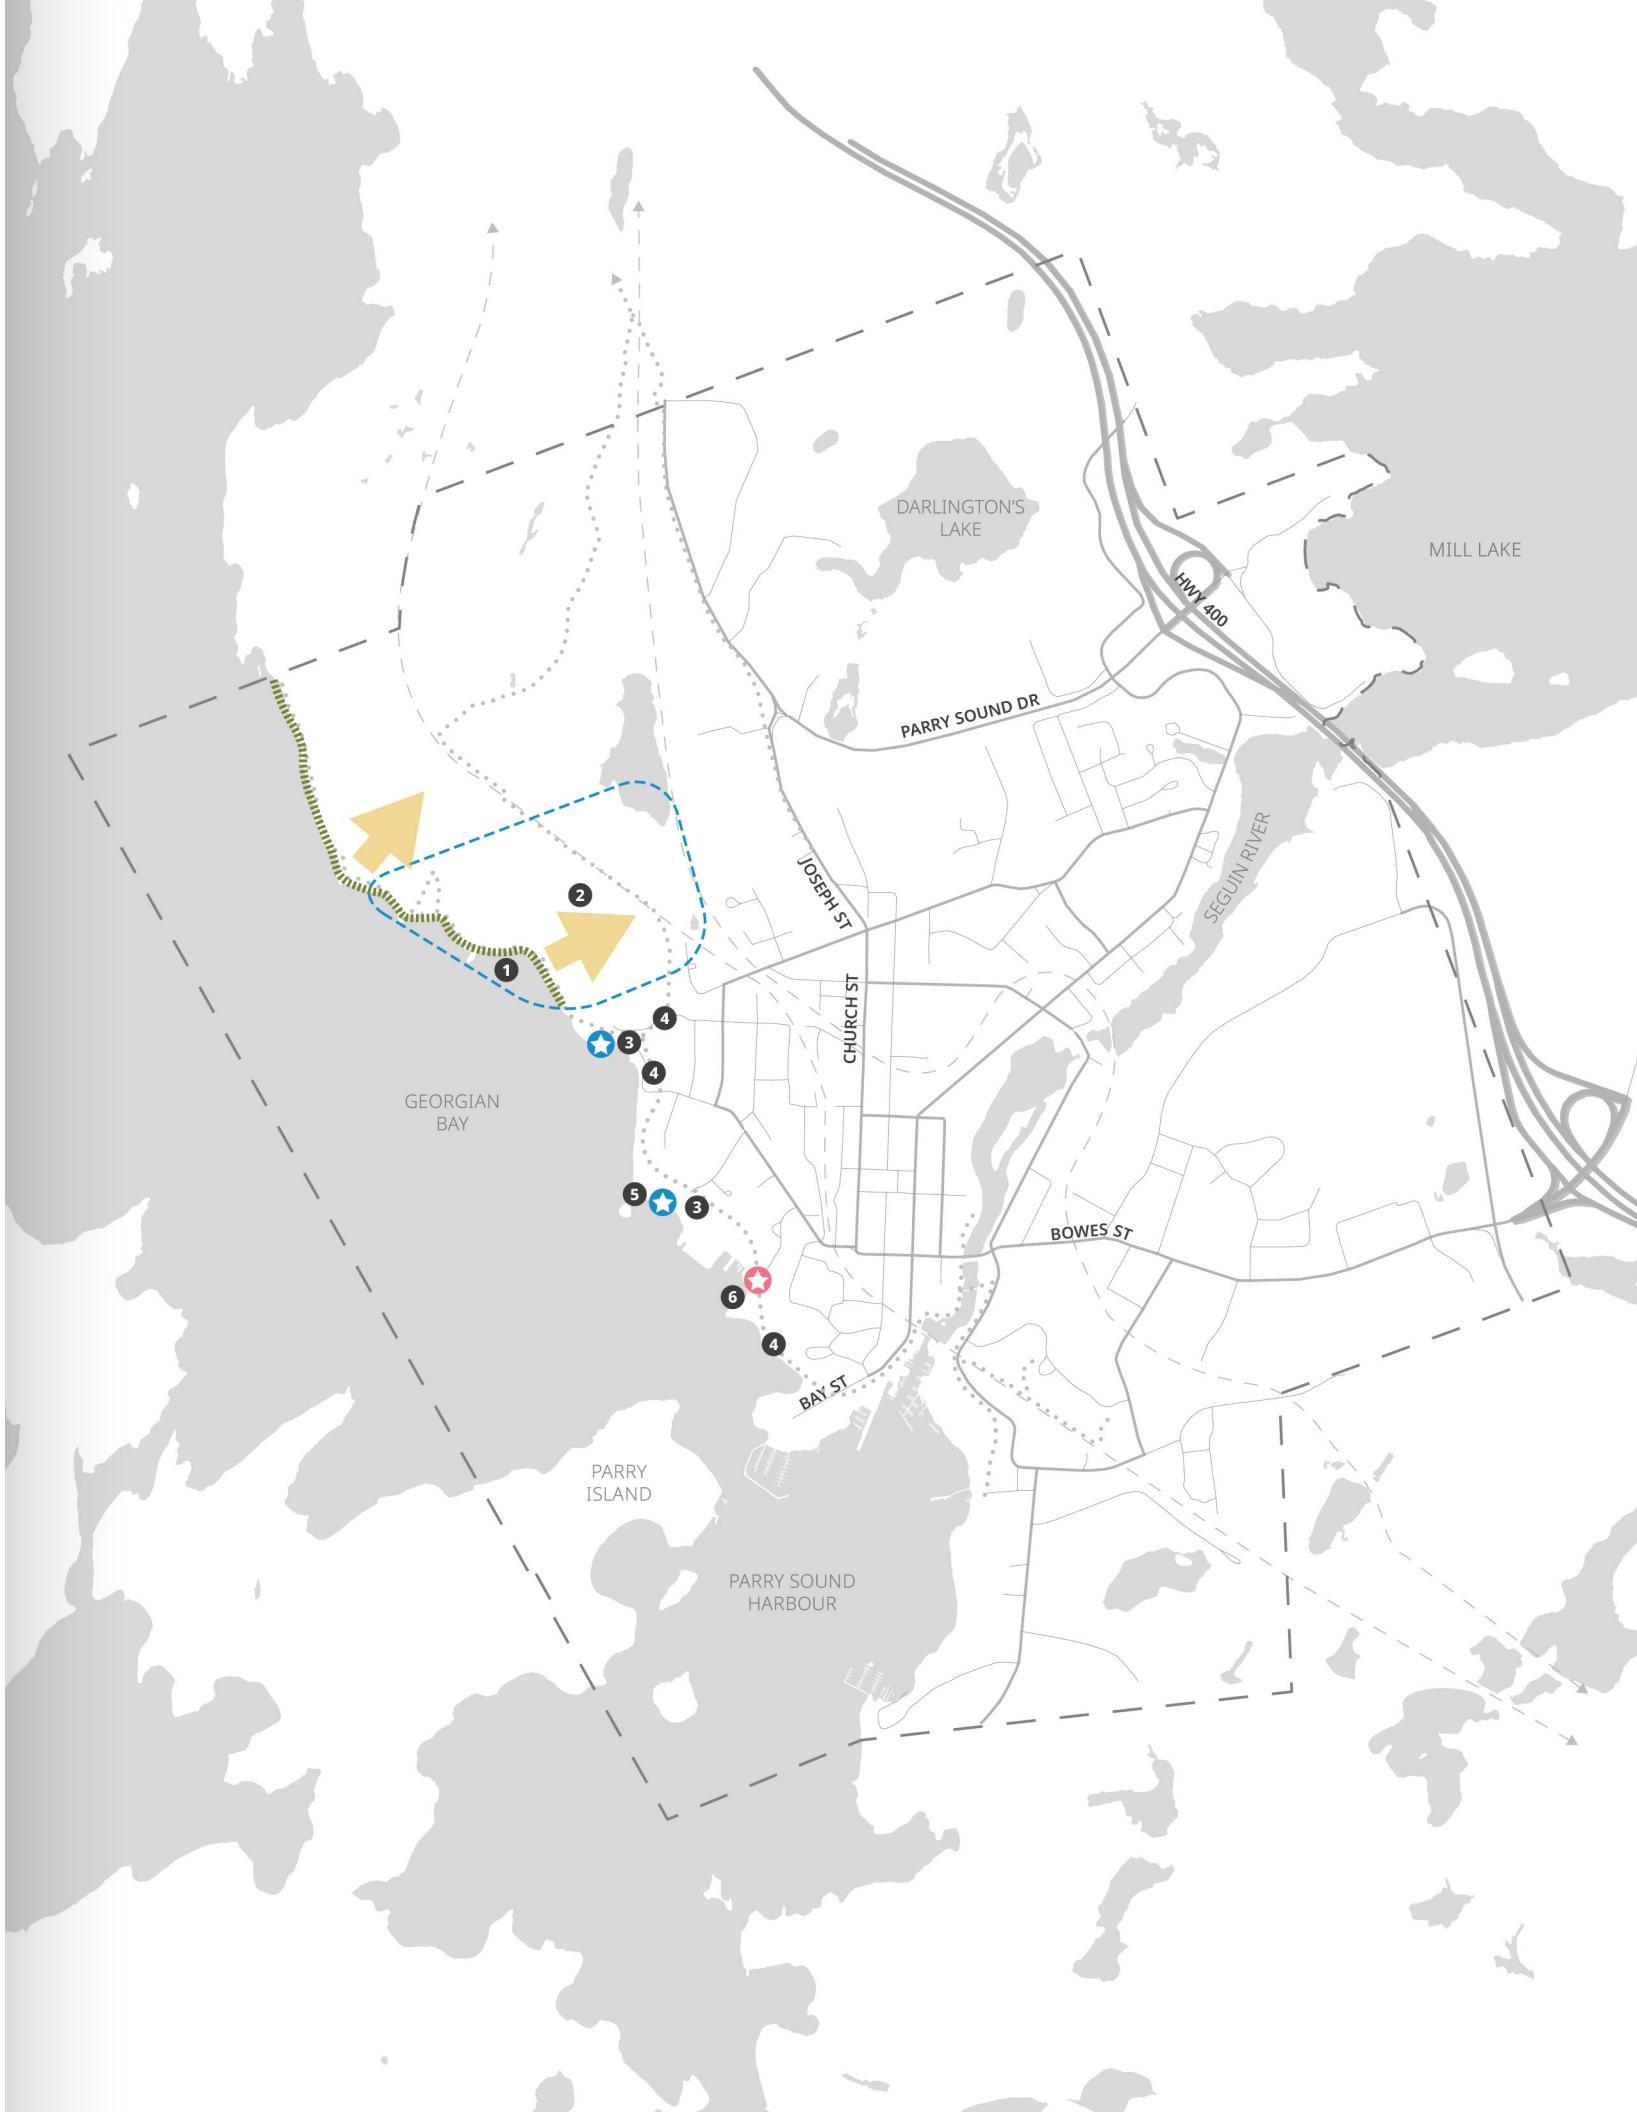 DARLINGTON'S
LAKE
MILL LAKE
HWY 400
PARRY SOUND DR
SEGUIN RIVER
JOSEPH ST
2
1
CHURCH ST
4
3
4
GEORGIAN
BAY
5
3
BOWES ST
6
4
BAY ST
PARRY
ISLAND
PARRY SOUND
HARBOUR